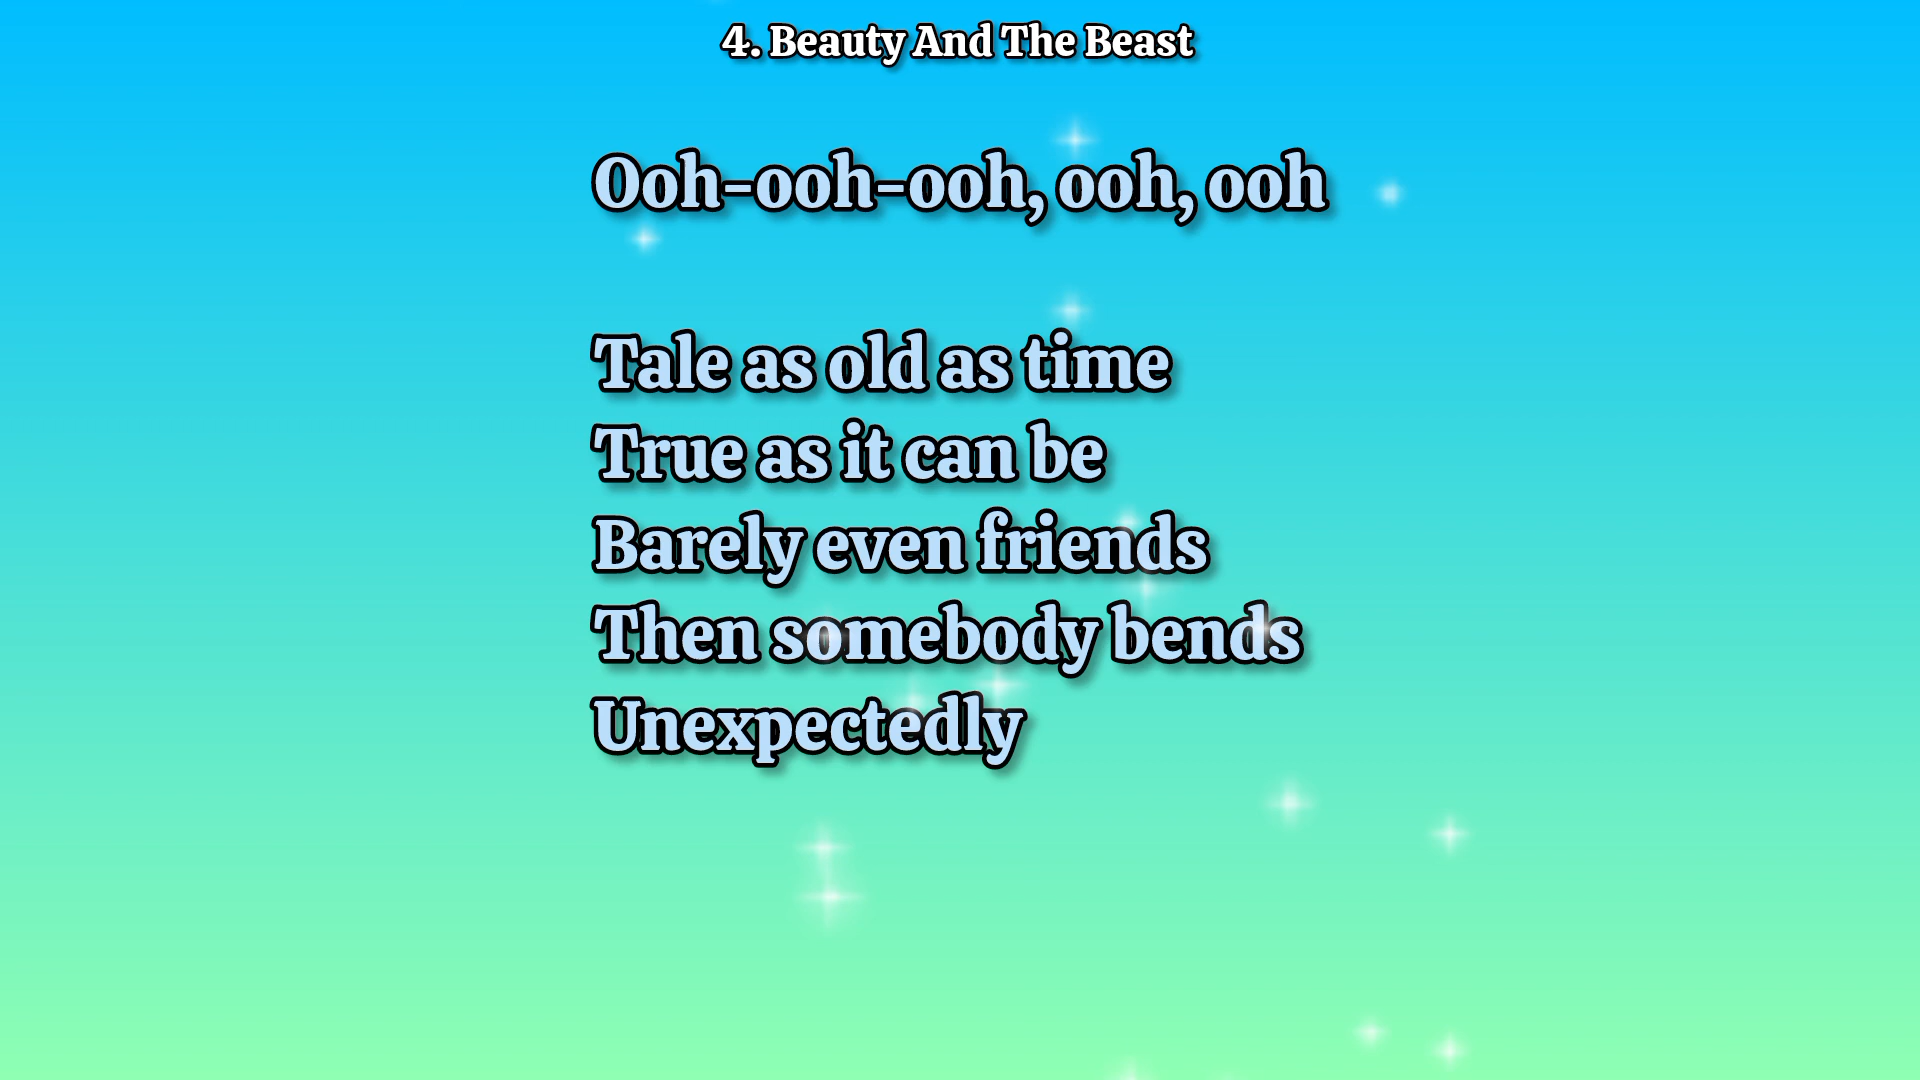 4. Beauty And The Beast
Ooh-ooh-ooh, ooh, ooh
Tale as old as time
True as it can be
Barely even friends
Then somebody bends
Unexpectedly